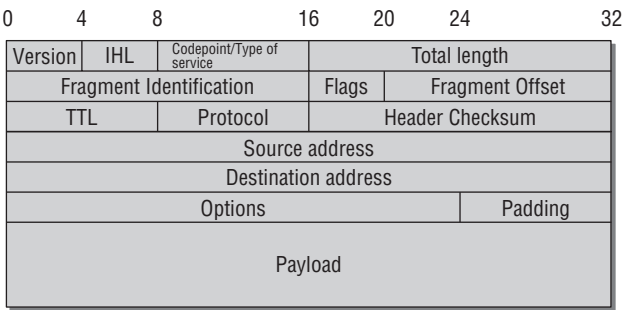 0 4 8 16 20 24 32
Version IHL Codepoint/Type of service Total length
Fragment Identification Flags Fragment Offset
TTL Protocol Header Checksum
Source address
Destination address
Options Padding
Payload